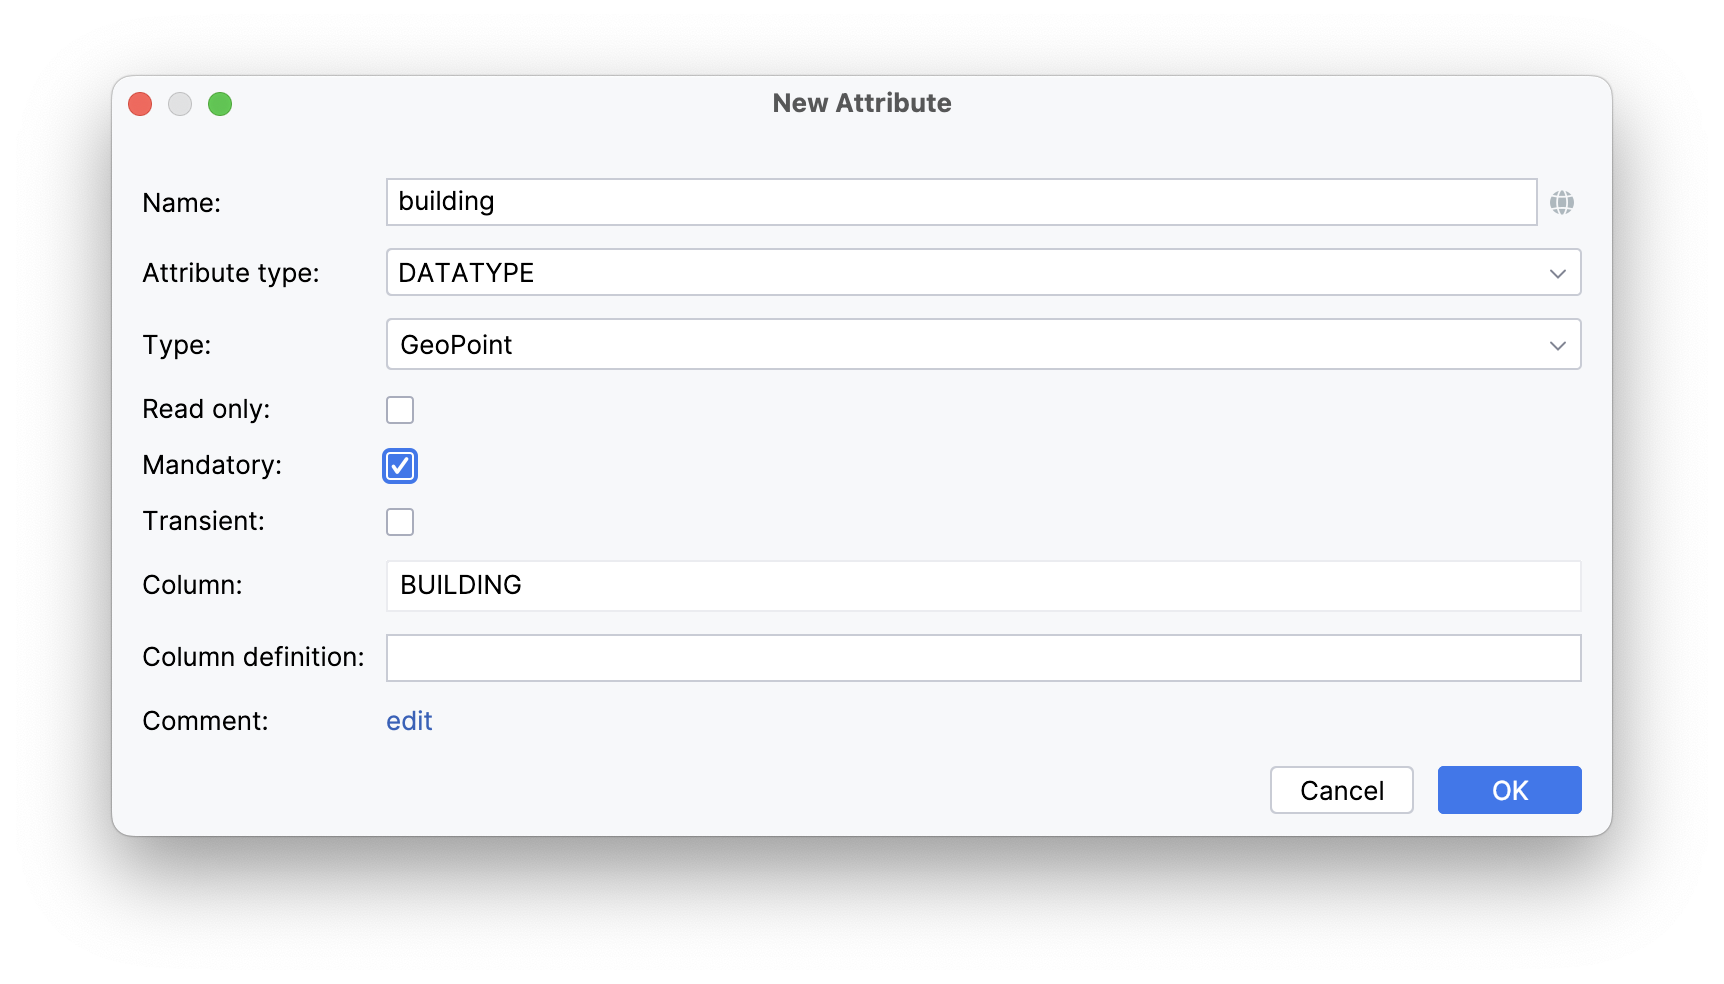 New Attribute
Name: building
Attribute type: DATATYPE
Type: GeoPoint
Read only:
Mandatory:
Transient:
Column: BUILDING
Column definition:
Comment: edit
Cancel OK